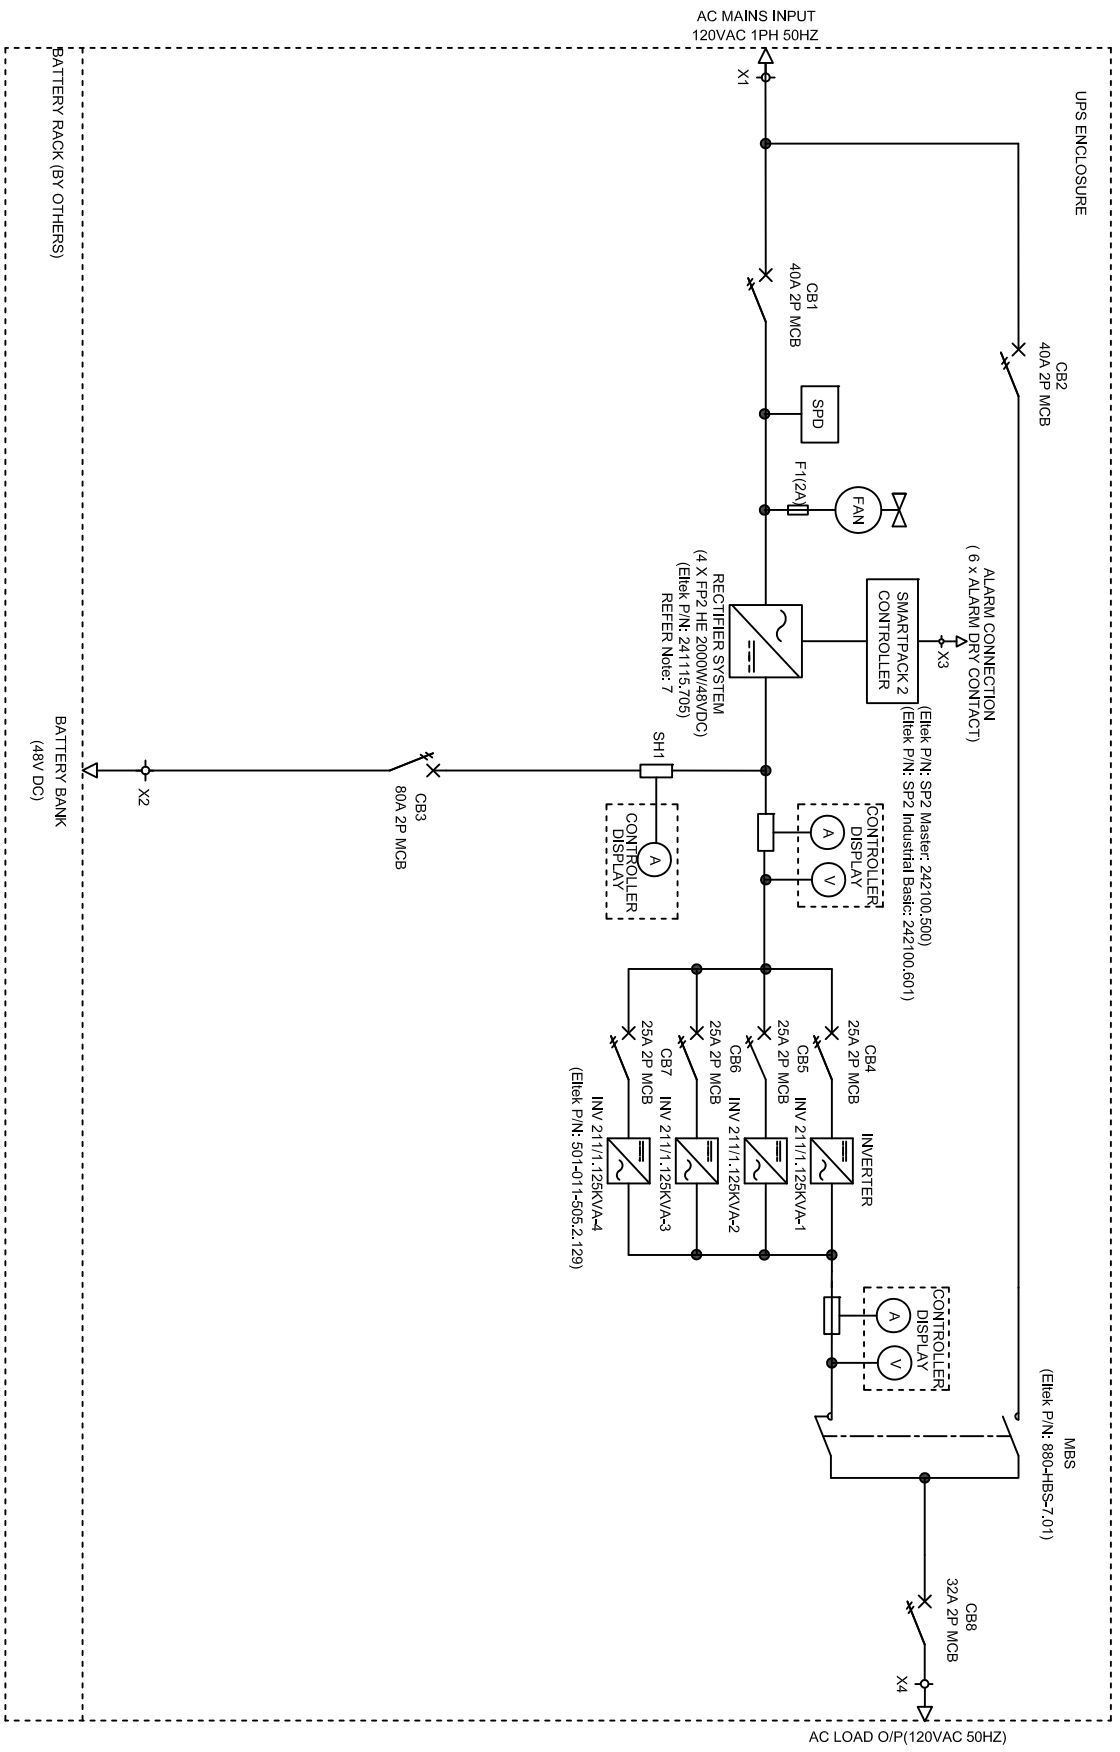 AC MAINS INPUT
120VAC 1PH 50HZ
X1
UPS ENCLOSURE
BATTERY RACK (BY OTHERS)
CB1
40A 2P MCB
CB2
40A 2P MCB
SPD
F1(2A)
FAN
ALARM CONNECTION
( 6 x ALARM DRY CONTACT)
X3
SMARTPACK 2
CONTROLLER
(Eltek P/N: SP2 Master: 242100.500)
(Eltek P/N: SP2 Industrial Basic: 242100.601)
RECTIFIER SYSTEM
(4 X FP2 HE 2000W/48VDC)
(Eltek P/N: 241115.705)
REFER Note: 7
SH1
A
CONTROLLER
DISPLAY
CB3
80A 2P MCB
X2
BATTERY BANK
(48V DC)
CONTROLLER
DISPLAY
A
V
CB4
25A 2P MCB
CB5
25A 2P MCB
CB6
25A 2P MCB
CB7
25A 2P MCB
INVERTER
INV 211/1.125KVA-1
INV 211/1.125KVA-2
INV 211/1.125KVA-3
INV 211/1.125KVA-4
(Eltek P/N: 501-011-505.2.129)
CONTROLLER
DISPLAY
A
V
MBS
(Eltek P/N: 880-HBS-7.01)
CB8
32A 2P MCB
X4
AC LOAD O/P(120VAC 50HZ)